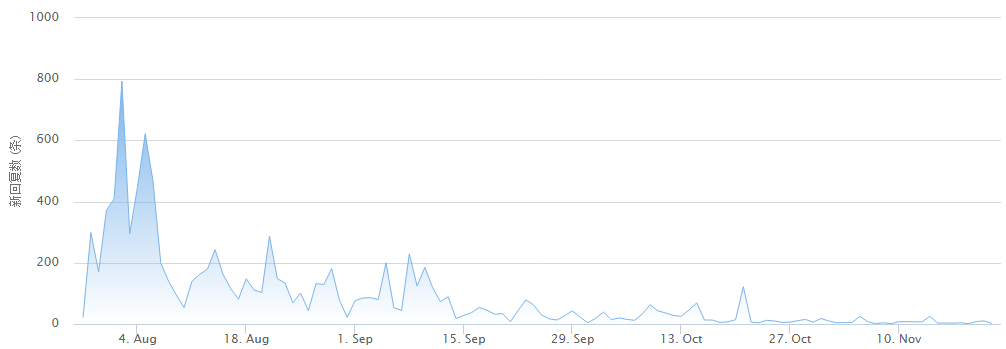 1000
800
600
400
200
0
新回复数 (条)
4. Aug
18. Aug
1. Sep
15. Sep
29. Sep
13. Oct
27. Oct
10. Nov